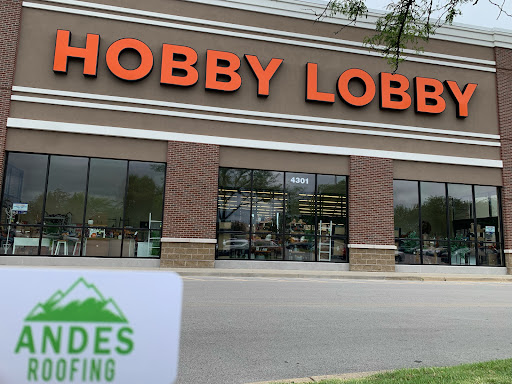 HOBBY LOBBY
4301
ANDES
ROOFING